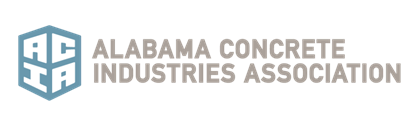 AC
IA
ALABAMA CONCRETE
INDUSTRIES ASSOCIATION